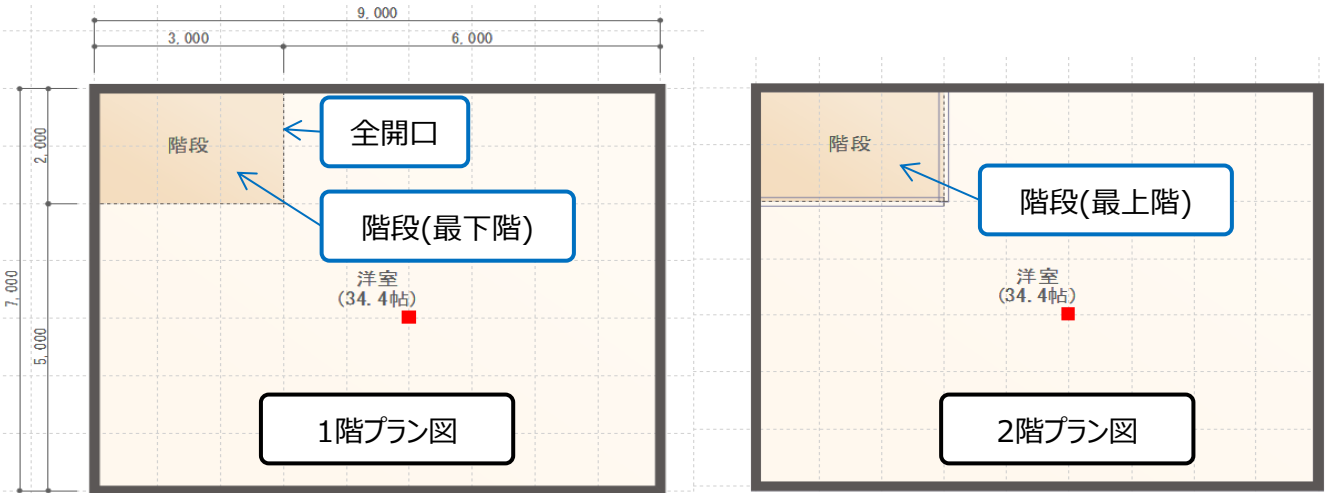 9,000
3,000
6,000
全開口
2,000
階段
階段(最下階)
洋室
(34.4帖)
7,000
5,000
1階プラン図
階段
階段(最上階)
洋室
(34.4帖)
2階プラン図